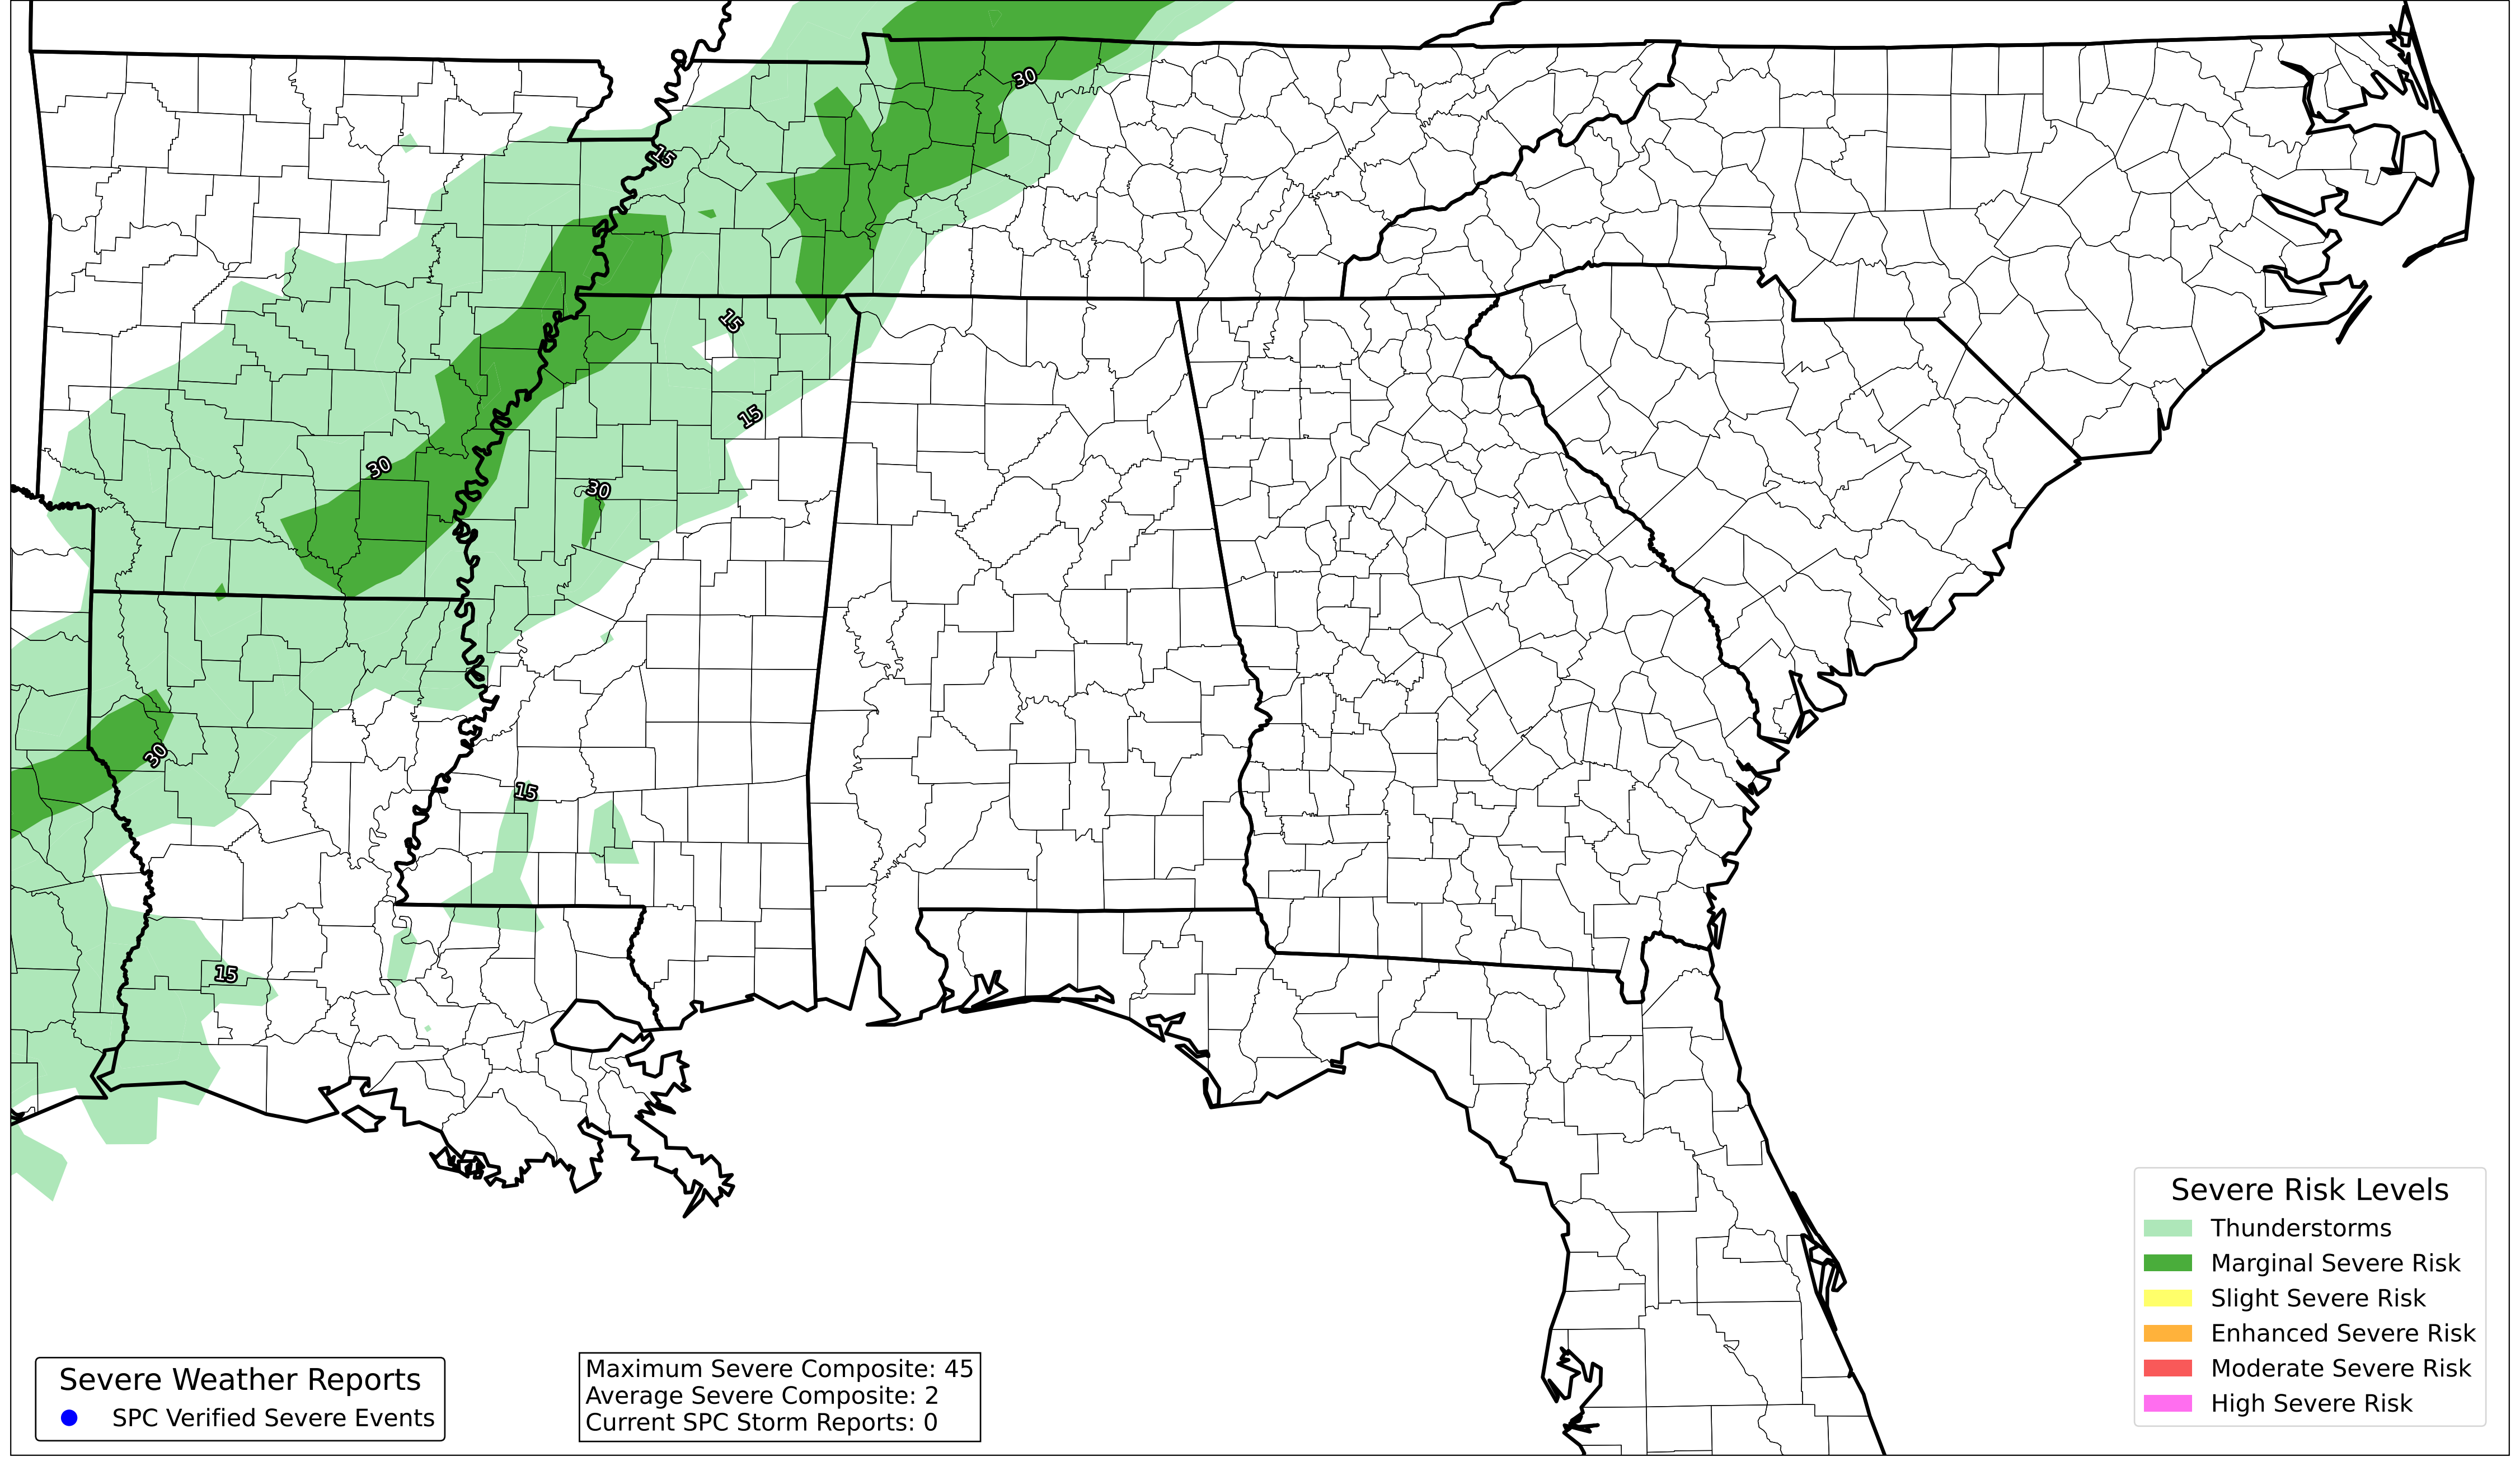 30
15
15
15
30
30
30
15
15
Severe Risk Levels
Thunderstorms
Marginal Severe Risk
Slight Severe Risk
Enhanced Severe Risk
Moderate Severe Risk
High Severe Risk
Severe Weather Reports
SPC Verified Severe Events
Maximum Severe Composite: 45
Average Severe Composite: 2
Current SPC Storm Reports: 0